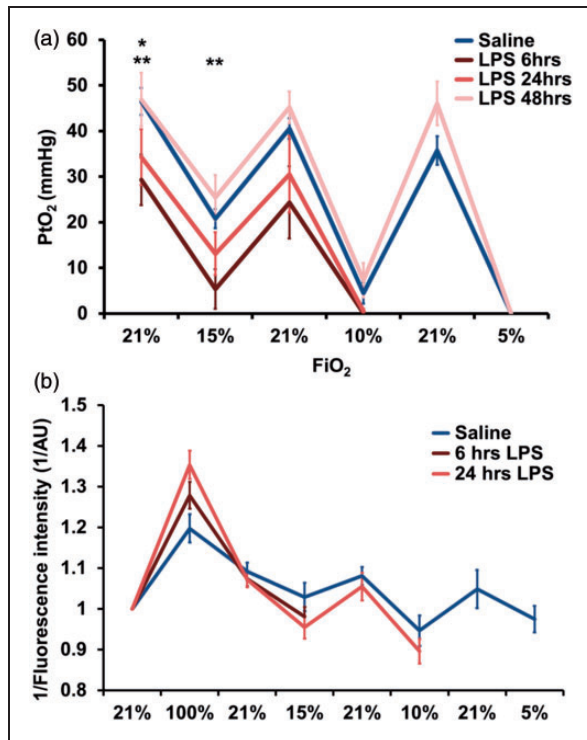 (a)
*
** **
Saline
LPS 6hrs
LPS 24hrs
LPS 48hrs
PtO₂ (mmHg)
60
50
40
30
20
10
0
21% 15% 21% 10% 21% 5%
FiO₂
(b)
Saline
6 hrs LPS
24 hrs LPS
1/Fluorescence intensity (1/AU)
1.5
1.4
1.3
1.2
1.1
1
0.9
0.8
21% 100% 21% 15% 21% 10% 21% 5%